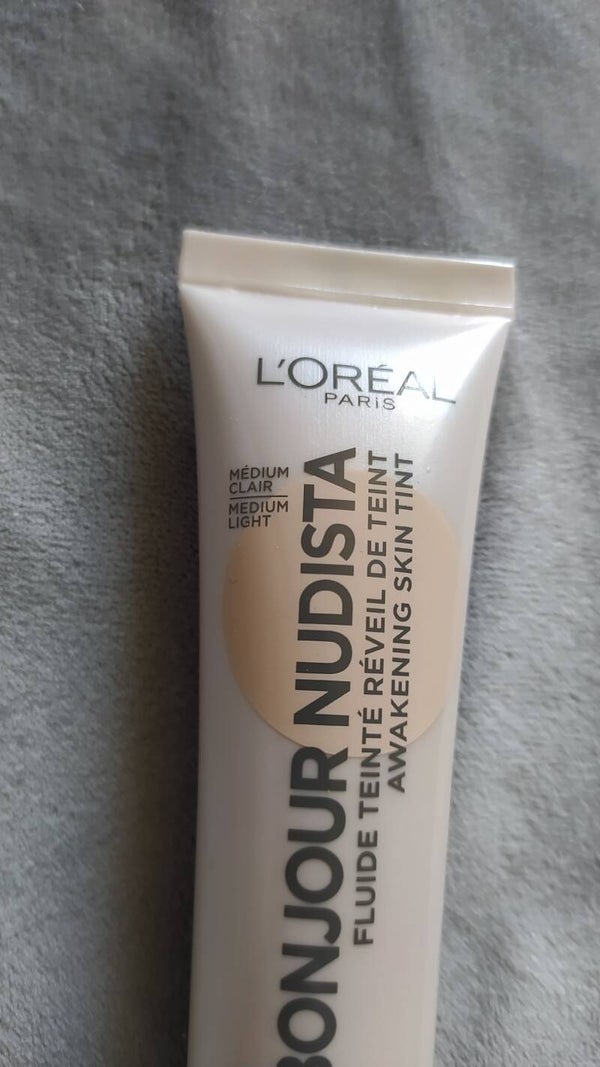 L'ORÉAL
PARiS
MÉDIUM
CLAIR
MEDIUM
LIGHT
BONJOUR NUDISTA
FLUIDE TEINTÉ RÉVEIL DE TEINT
AWAKENING SKIN TINT